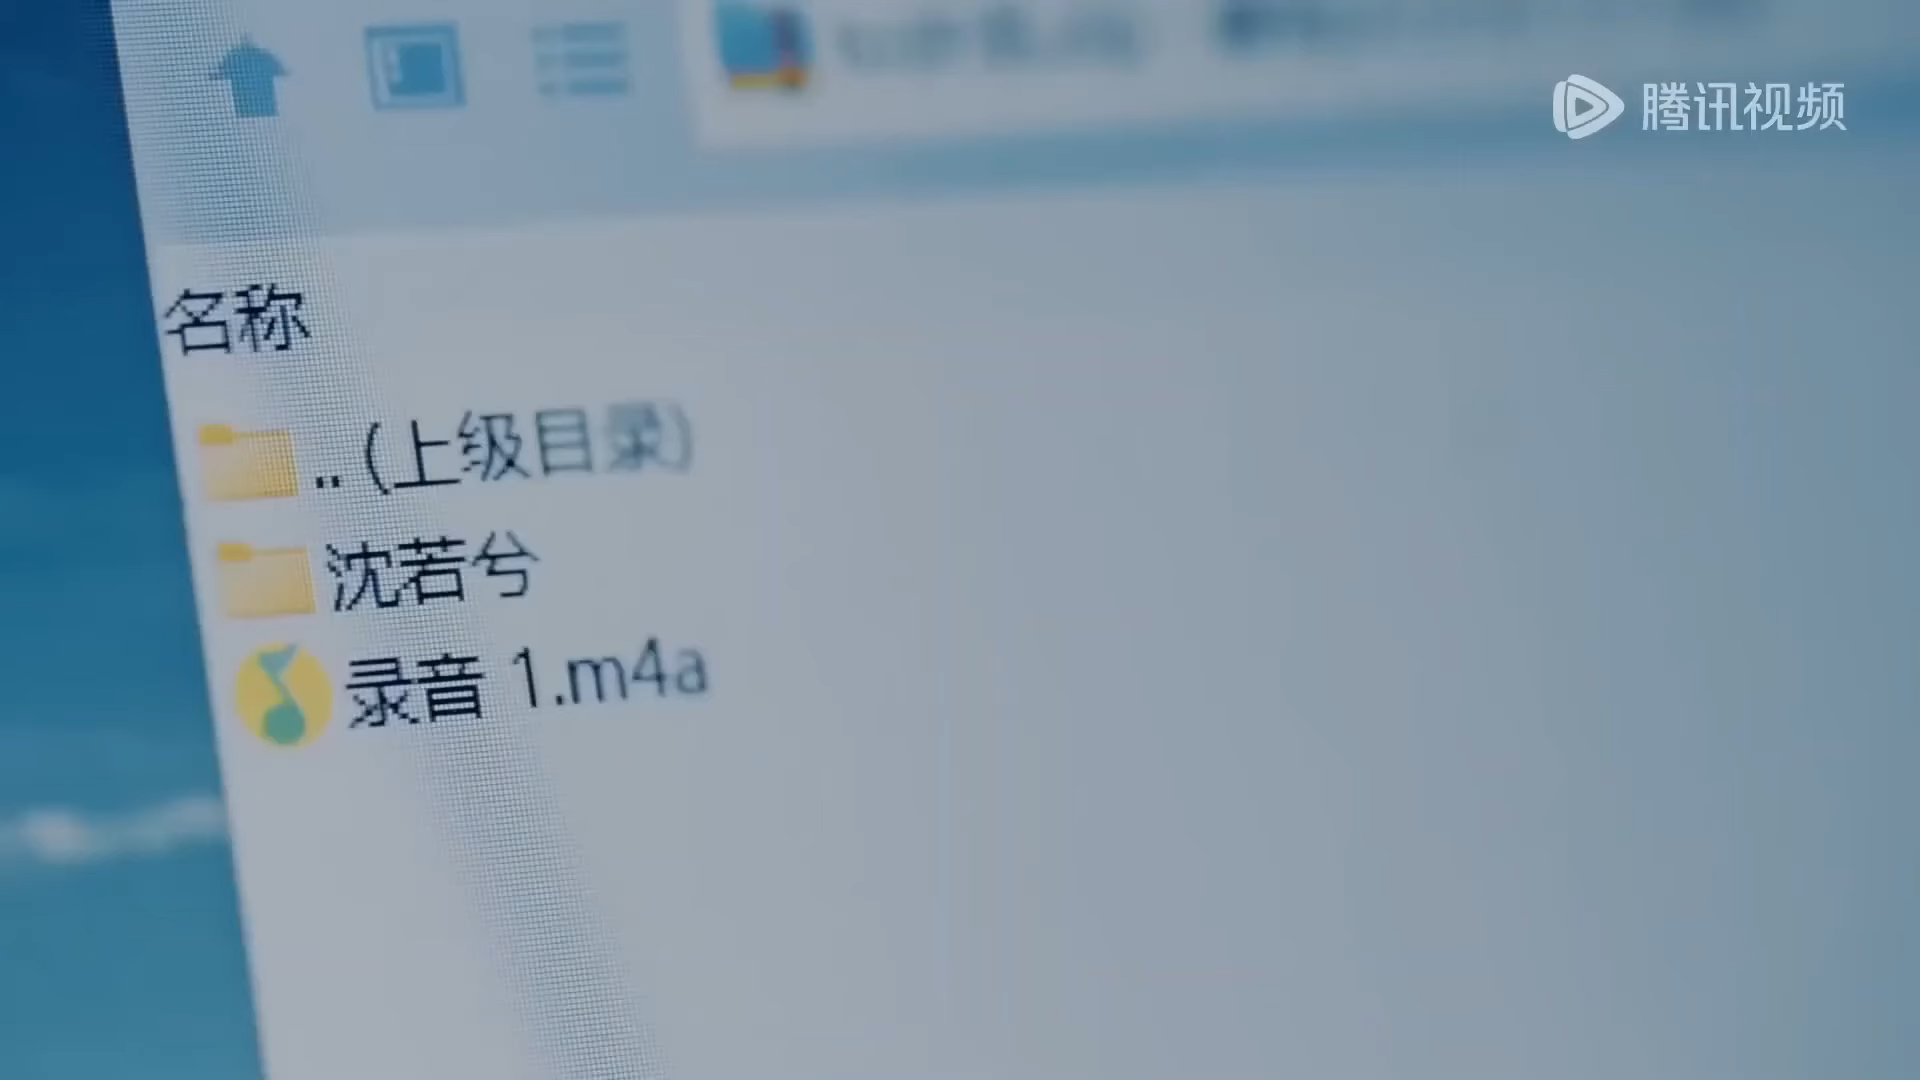 腾讯视频
名称
..(上级目录)
沈若兮
录音 1.m4a